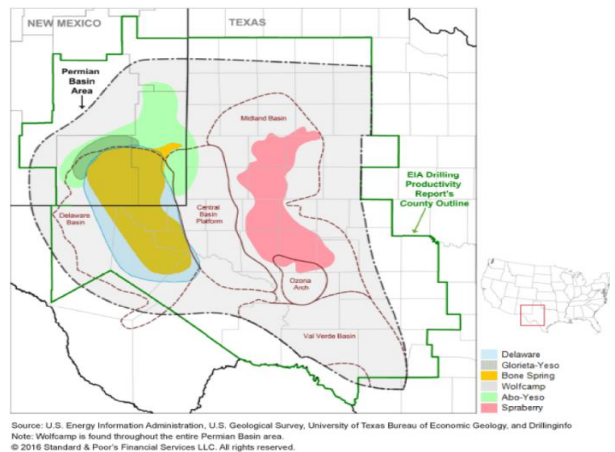 NEW MEXICO
TEXAS
Permian
Basin
Area
Midland Basin
EIA Drilling
Productivity
Report's
County Outline
Delaware
Basin
Central
Basin
Platform
Ozona
Arch
Val Verde Basin
Delaware
Glorieta-Yeso
Bone Spring
Wolfcamp
Abo-Yeso
Spraberry
Source: U.S. Energy Information Administration, U.S. Geological Survey, University of Texas Bureau of Economic Geology, and Drillinginfo
Note: Wolfcamp is found throughout the entire Permian Basin area.
© 2016 Standard & Poor's Financial Services LLC. All rights reserved.